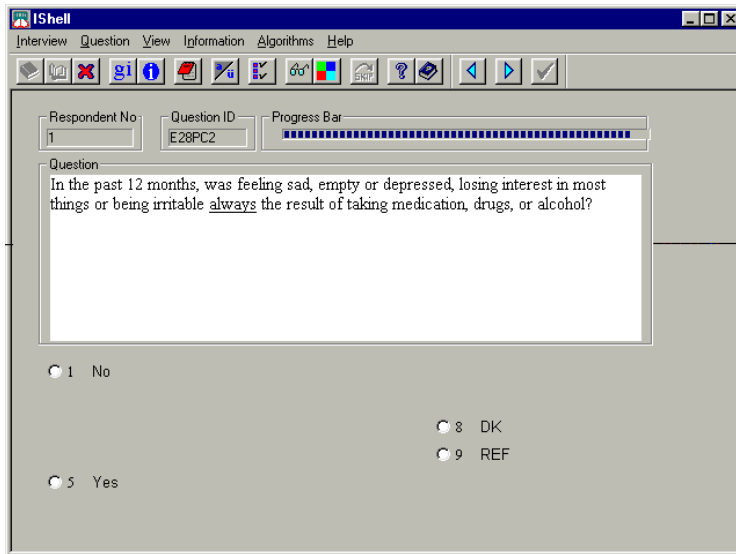 IShell
Interview Question View Information Algorithms Help
gi i % ü SKIP ?
Respondent No Question ID Progress Bar
1 E28PC2
Question
In the past 12 months, was feeling sad, empty or depressed, losing interest in most
things or being irritable always the result of taking medication, drugs, or alcohol?
1 No
8 DK
9 REF
5 Yes